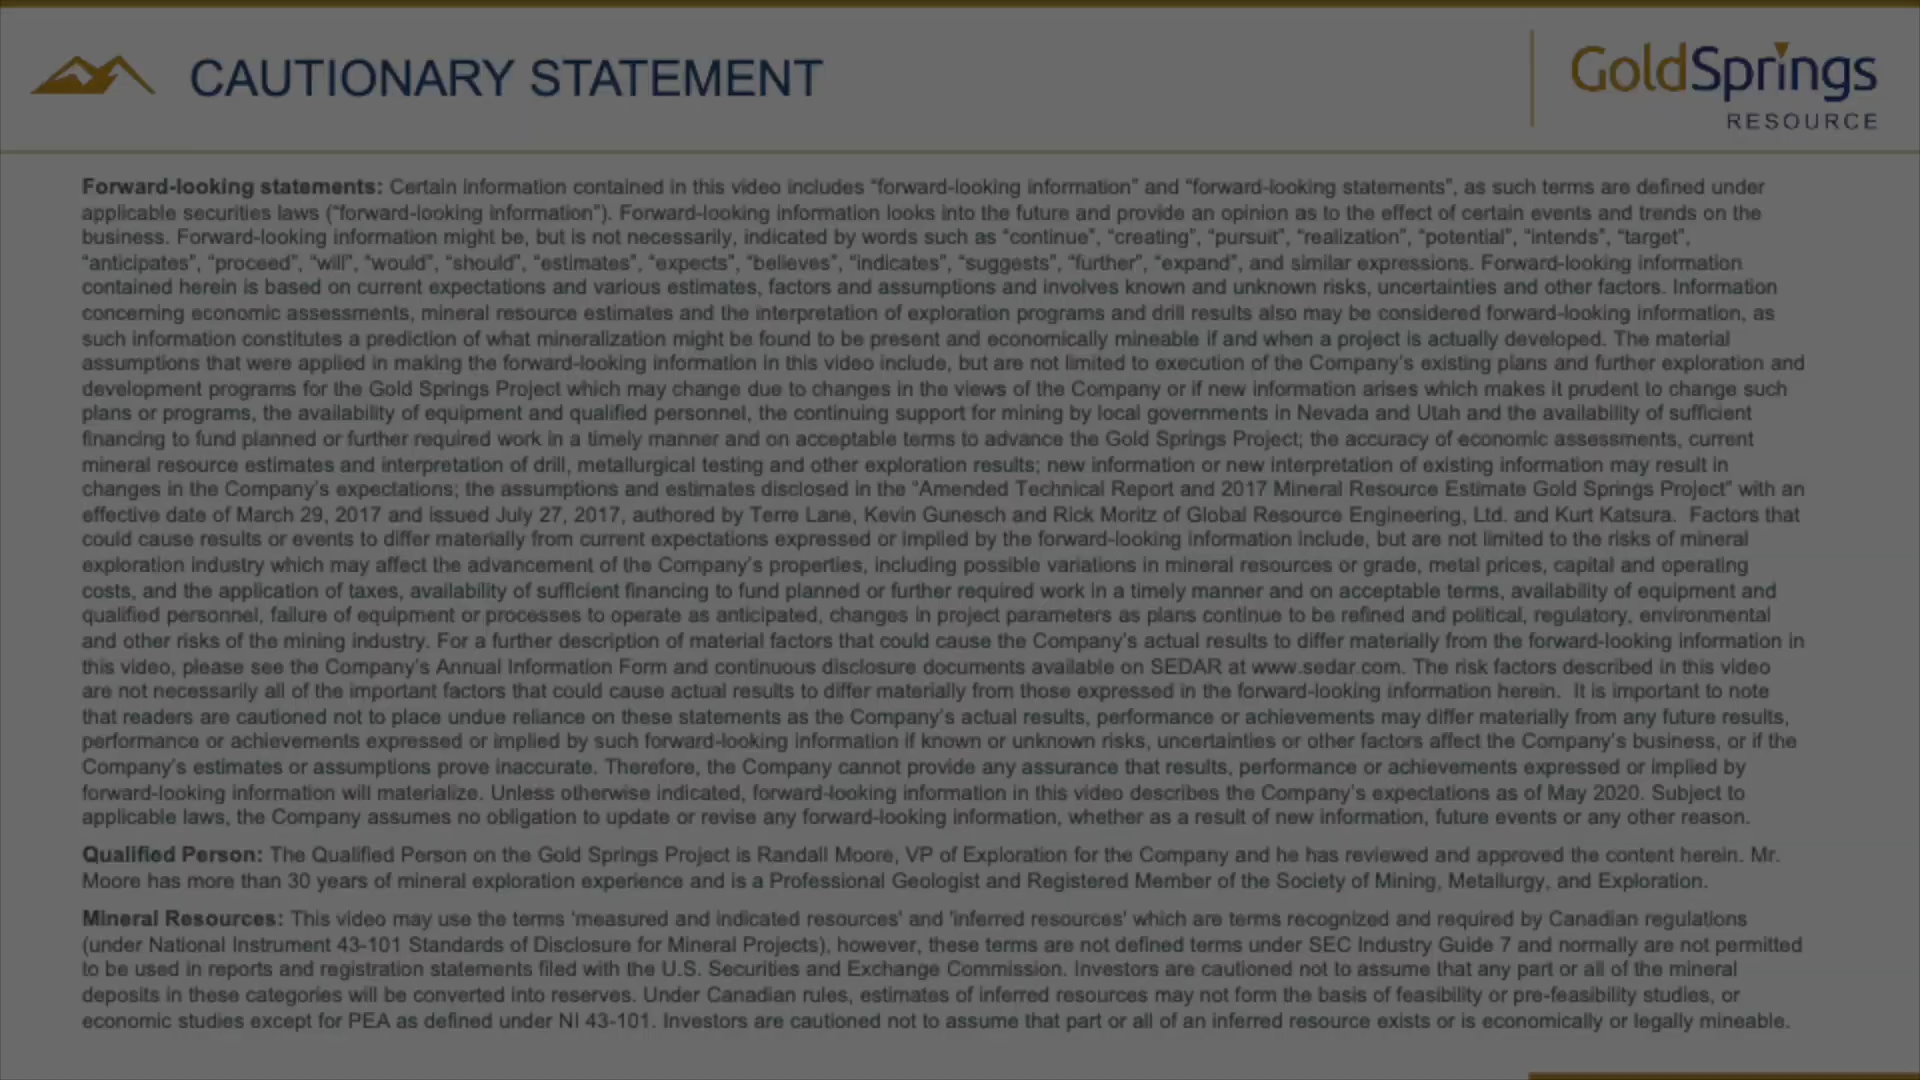 CAUTIONARY STATEMENT
GoldSprings
RESOURCE
Forward-looking statements: Certain information contained in this video includes “forward-looking information” and “forward-looking statements”, as such terms are defined under
applicable securities laws (“forward-looking information”). Forward-looking information looks into the future and provide an opinion as to the effect of certain events and trends on the
business. Forward-looking information might be, but is not necessarily, indicated by words such as “continue”, “creating”, “pursuit”, “realization”, “potential”, “intends”, “target”,
“anticipates”, “proceed”, “will”, “would”, “should”, “estimates”, “expects”, “believes”, “indicates”, “suggests”, “further”, “expand”, and similar expressions. Forward-looking information
contained herein is based on current expectations and various estimates, factors and assumptions and involves known and unknown risks, uncertainties and other factors. Information
concerning economic assessments, mineral resource estimates and the interpretation of exploration programs and drill results also may be considered forward-looking information, as
such information constitutes a prediction of what mineralization might be found to be present and economically mineable if and when a project is actually developed. The material
assumptions that were applied in making the forward-looking information in this video include, but are not limited to execution of the Company’s existing plans and further exploration and
development programs for the Gold Springs Project which may change due to changes in the views of the Company or if new information arises which makes it prudent to change such
plans or programs, the availability of equipment and qualified personnel, the continuing support for mining by local governments in Nevada and Utah and the availability of sufficient
financing to fund planned or further required work in a timely manner and on acceptable terms to advance the Gold Springs Project; the accuracy of economic assessments, current
mineral resource estimates and interpretation of drill, metallurgical testing and other exploration results; new information or new interpretation of existing information may result in
changes in the Company’s expectations; the assumptions and estimates disclosed in the “Amended Technical Report and 2017 Mineral Resource Estimate Gold Springs Project” with an
effective date of March 29, 2017 and issued July 27, 2017, authored by Terre Lane, Kevin Gunesch and Rick Moritz of Global Resource Engineering, Ltd. and Kurt Katsura. Factors that
could cause results or events to differ materially from current expectations expressed or implied by the forward-looking information include, but are not limited to the risks of mineral
exploration industry which may affect the advancement of the Company’s properties, including possible variations in mineral resources or grade, metal prices, capital and operating
costs, and the application of taxes, availability of sufficient financing to fund planned or further required work in a timely manner and on acceptable terms, availability of equipment and
qualified personnel, failure of equipment or processes to operate as anticipated, changes in project parameters as plans continue to be refined and political, regulatory, environmental
and other risks of the mining industry. For a further description of material factors that could cause the Company’s actual results to differ materially from the forward-looking information in
this video, please see the Company’s Annual Information Form and continuous disclosure documents available on SEDAR at www.sedar.com. The risk factors described in this video
are not necessarily all of the important factors that could cause actual results to differ materially from those expressed in the forward-looking information herein. It is important to note
that readers are cautioned not to place undue reliance on these statements as the Company’s actual results, performance or achievements may differ materially from any future results,
performance or achievements expressed or implied by such forward-looking information if known or unknown risks, uncertainties or other factors affect the Company’s business, or if the
Company’s estimates or assumptions prove inaccurate. Therefore, the Company cannot provide any assurance that results, performance or achievements expressed or implied by
forward-looking information will materialize. Unless otherwise indicated, forward-looking information in this video describes the Company’s expectations as of May 2020. Subject to
applicable laws, the Company assumes no obligation to update or revise any forward-looking information, whether as a result of new information, future events or any other reason.
Qualified Person: The Qualified Person on the Gold Springs Project is Randall Moore, VP of Exploration for the Company and he has reviewed and approved the content herein. Mr.
Moore has more than 30 years of mineral exploration experience and is a Professional Geologist and Registered Member of the Society of Mining, Metallurgy, and Exploration.
Mineral Resources: This video may use the terms 'measured and indicated resources' and 'inferred resources' which are terms recognized and required by Canadian regulations
(under National Instrument 43-101 Standards of Disclosure for Mineral Projects), however, these terms are not defined terms under SEC Industry Guide 7 and normally are not permitted
to be used in reports and registration statements filed with the U.S. Securities and Exchange Commission. Investors are cautioned not to assume that any part or all of the mineral
deposits in these categories will be converted into reserves. Under Canadian rules, estimates of inferred resources may not form the basis of feasibility or pre-feasibility studies, or
economic studies except for PEA as defined under NI 43-101. Investors are cautioned not to assume that part or all of an inferred resource exists or is economically or legally mineable.